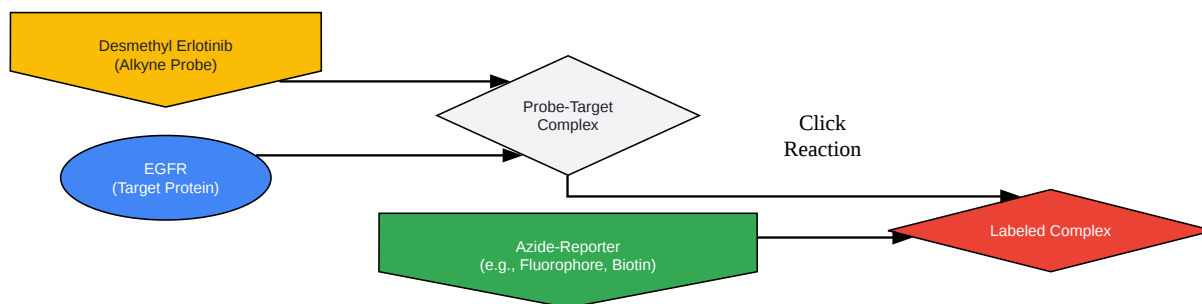 Desmethyl Erlotinib
(Alkyne Probe)
EGFR
(Target Protein)
Probe-Target
Complex
Click
Reaction
Azide-Reporter
(e.g., Fluorophore, Biotin)
Labeled Complex